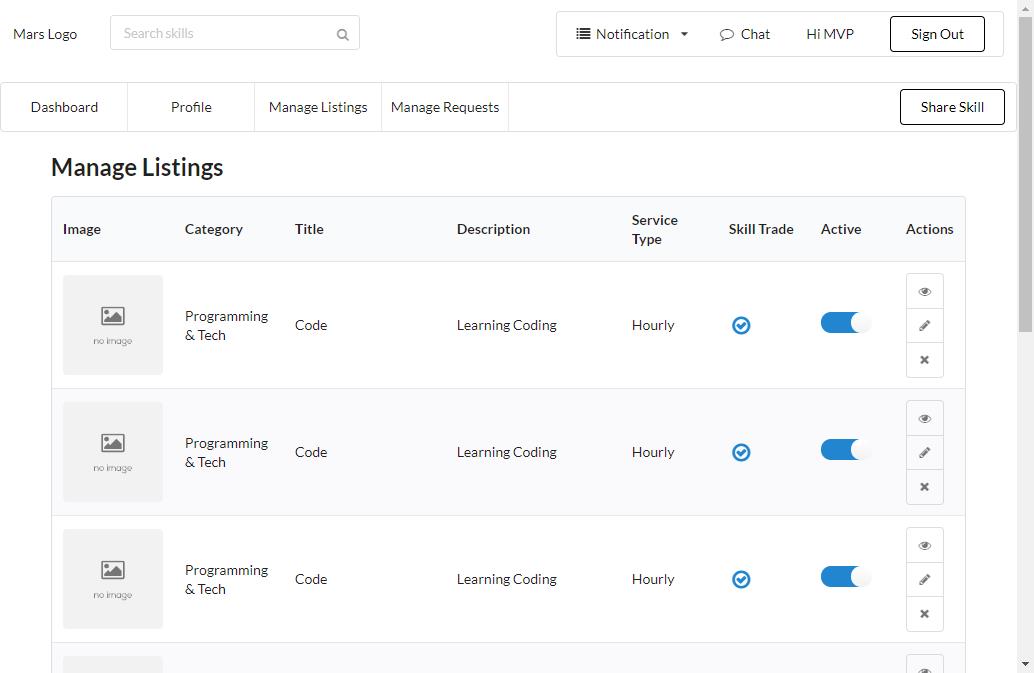 Mars Logo
Search skills
Notification
Chat
Hi MVP
Sign Out
Dashboard
Profile
Manage Listings
Manage Requests
Share Skill
Manage Listings
Image
Category
Title
Description
Service
Type
Skill Trade
Active
Actions
no image
Programming
& Tech
Code
Learning Coding
Hourly
no image
Programming
& Tech
Code
Learning Coding
Hourly
no image
Programming
& Tech
Code
Learning Coding
Hourly